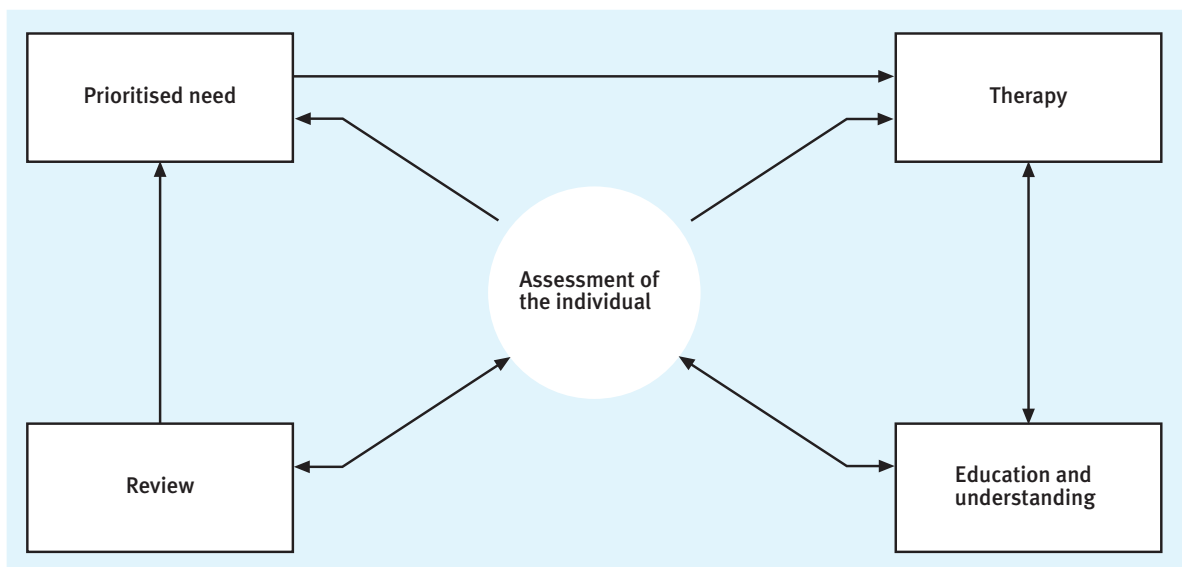 Prioritised need
Therapy
Assessment of
the individual
Review
Education and
understanding